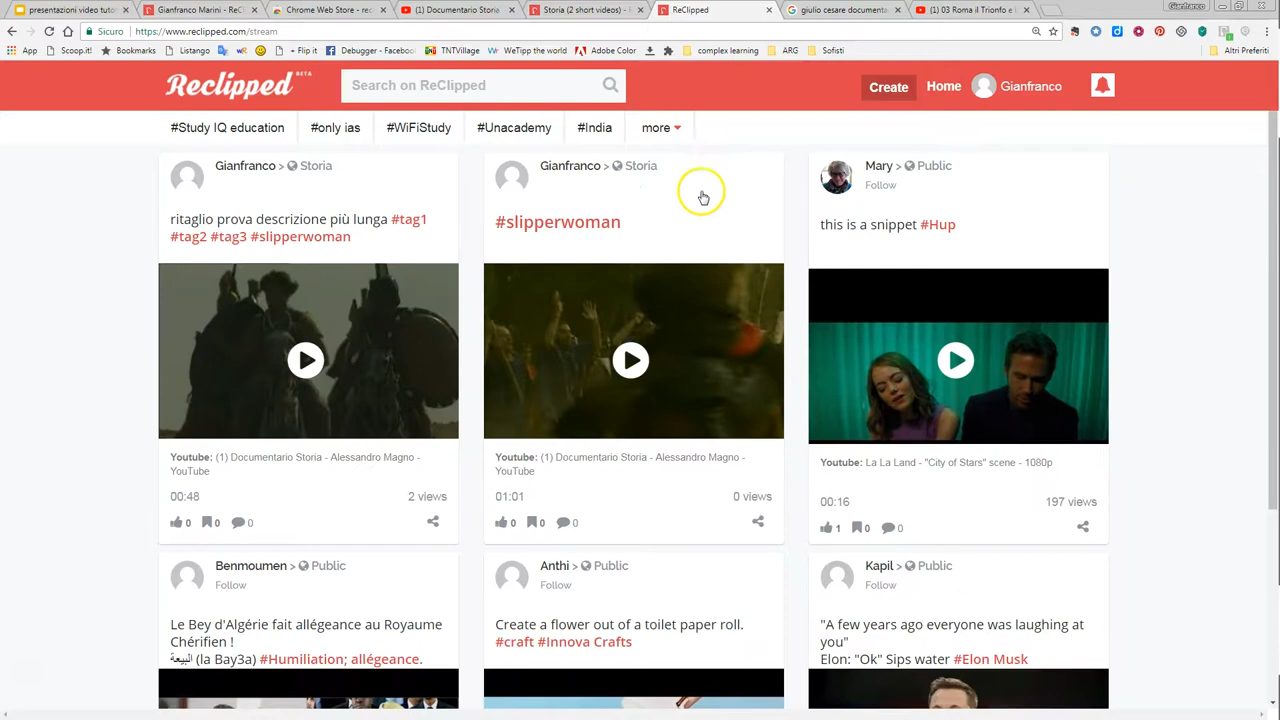 presentazioni video tutor
Gianfranco Marini - ReCl
Chrome Web Store - rec
(1) Documentario Storia
Storia (2 short videos) - R
ReClipped
giulio cesare documenta
(1) 03 Roma il Trionfo e l
Gianfranco
Sicuro https://www.reclipped.com/stream
App Scoop.it! Bookmarks Listango + Flip it Debugger - Facebo TNTVillage WeTipp the world Adobe Color complex learning ARG Sofisti Altri Preferiti
Reclipped BETA
Search on ReClipped
Create Home Gianfranco
#Study IQ education #only ias #WiFiStudy #Unacademy #India more
Gianfranco > Storia
ritaglio prova descrizione più lunga #tag1
#tag2 #tag3 #slipperwoman
Youtube; (1) Documentario Storia - Alessandro Magno -
YouTube
00:48 2 views
0 0 0
Gianfranco > Storia
#slipperwoman
Youtube: (1) Documentario Storia - Alessandro Magno -
YouTube
01:01 0 views
0 0 0
Mary > Public
Follow
this is a snippet #Hup
Youtube: La La Land - "City of Stars" scene - 1080p
00:16 197 views
1 0 0
Benmoumen > Public
Follow
Le Bey d'Algérie fait allégeance au Royaume
Chérifien !
البيعة (la Bay3a) #Humiliation; allégeance.
Anthi > Public
Follow
Create a flower out of a toilet paper roll.
#craft #Innova Crafts
Kapil > Public
Follow
"A few years ago everyone was laughing at
you"
Elon: "Ok" Sips water #Elon Musk